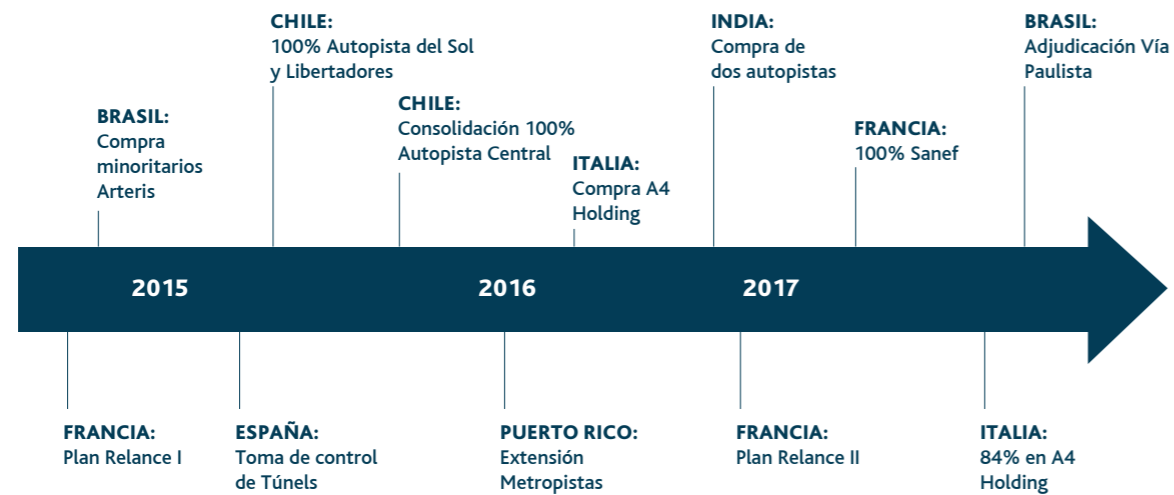 CHILE:
100% Autopista del Sol
y Libertadores
INDIA:
Compra de
dos autopistas
BRASIL:
Adjudicación Vía
Paulista
BRASIL:
Compra
minoritarios
Arteris
CHILE:
Consolidación 100%
Autopista Central
ITALIA:
Compra A4
Holding
FRANCIA:
100% Sanef
2015
2016
2017
FRANCIA:
Plan Relance I
ESPAÑA:
Toma de control
de Túnels
PUERTO RICO:
Extensión
Metropistas
FRANCIA:
Plan Relance II
ITALIA:
84% en A4
Holding